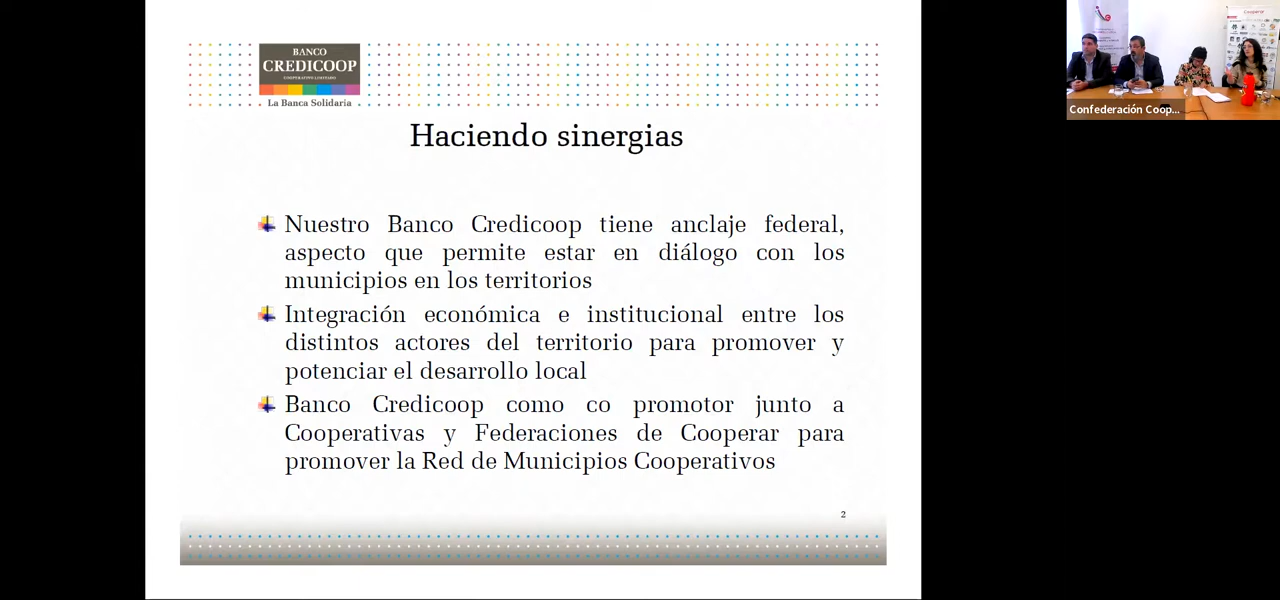 BANCO
CREDICOOP
COOPERATIVO LIMITADO
La Banca Solidaria
Haciendo sinergias
Nuestro Banco Credicoop tiene anclaje federal,
aspecto que permite estar en diálogo con los
municipios en los territorios
Integración económica e institucional entre los
distintos actores del territorio para promover y
potenciar el desarrollo local
Banco Credicoop como co promotor junto a
Cooperativas y Federaciones de Cooperar para
promover la Red de Municipios Cooperativos
2
Cooperar
Confederación Coop...